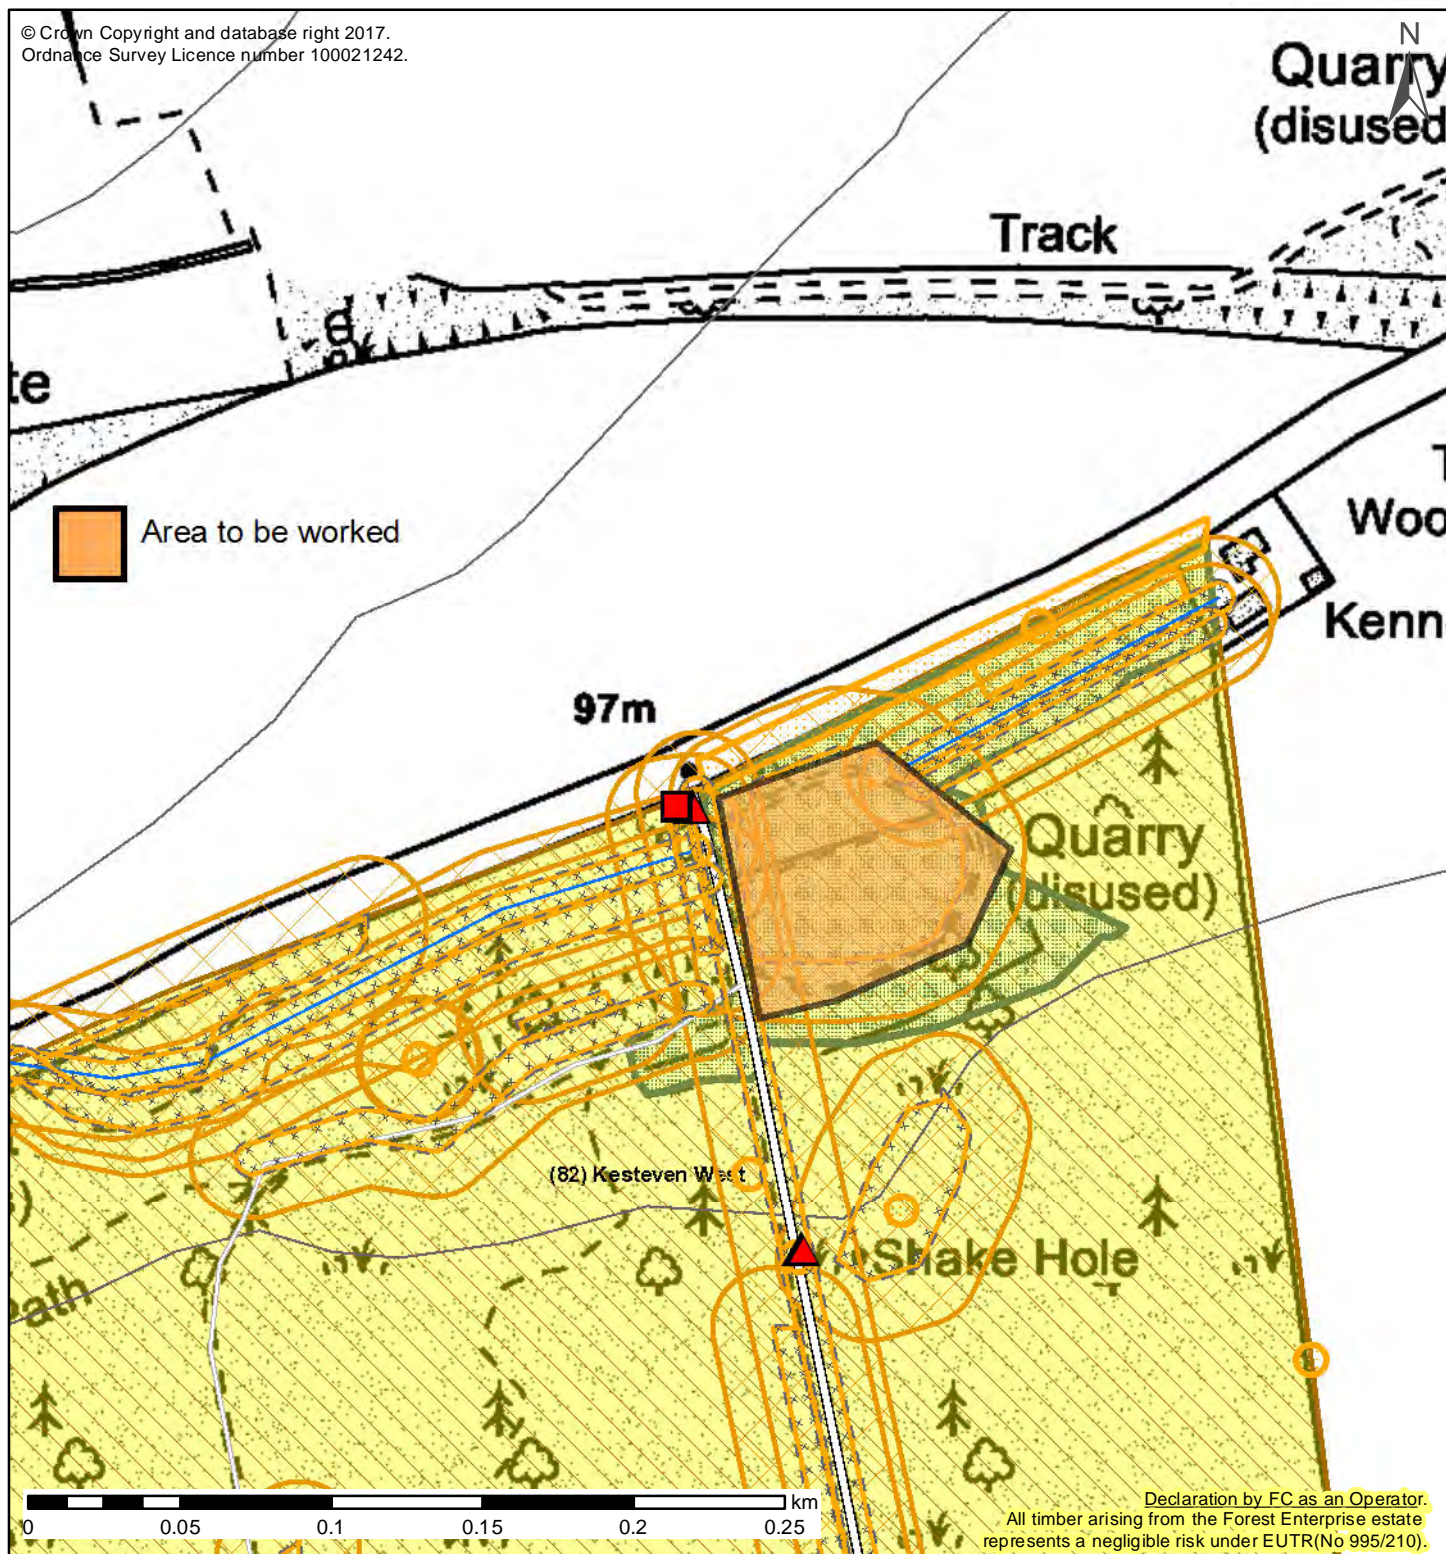 © Crown Copyright and database right 2017.
Ordnance Survey Licence number 100021242.
N
Quarry
(disused
Track
te
Area to be worked
Woo
Kenn
97m
Quarry
(disused)
(82) Kesteven West
Shake Hole
ath
km
0 0.05 0.1 0.15 0.2 0.25
Declaration by FC as an Operator.
All timber arising from the Forest Enterprise estate
represents a negligible risk under EUTR(No 995/210).